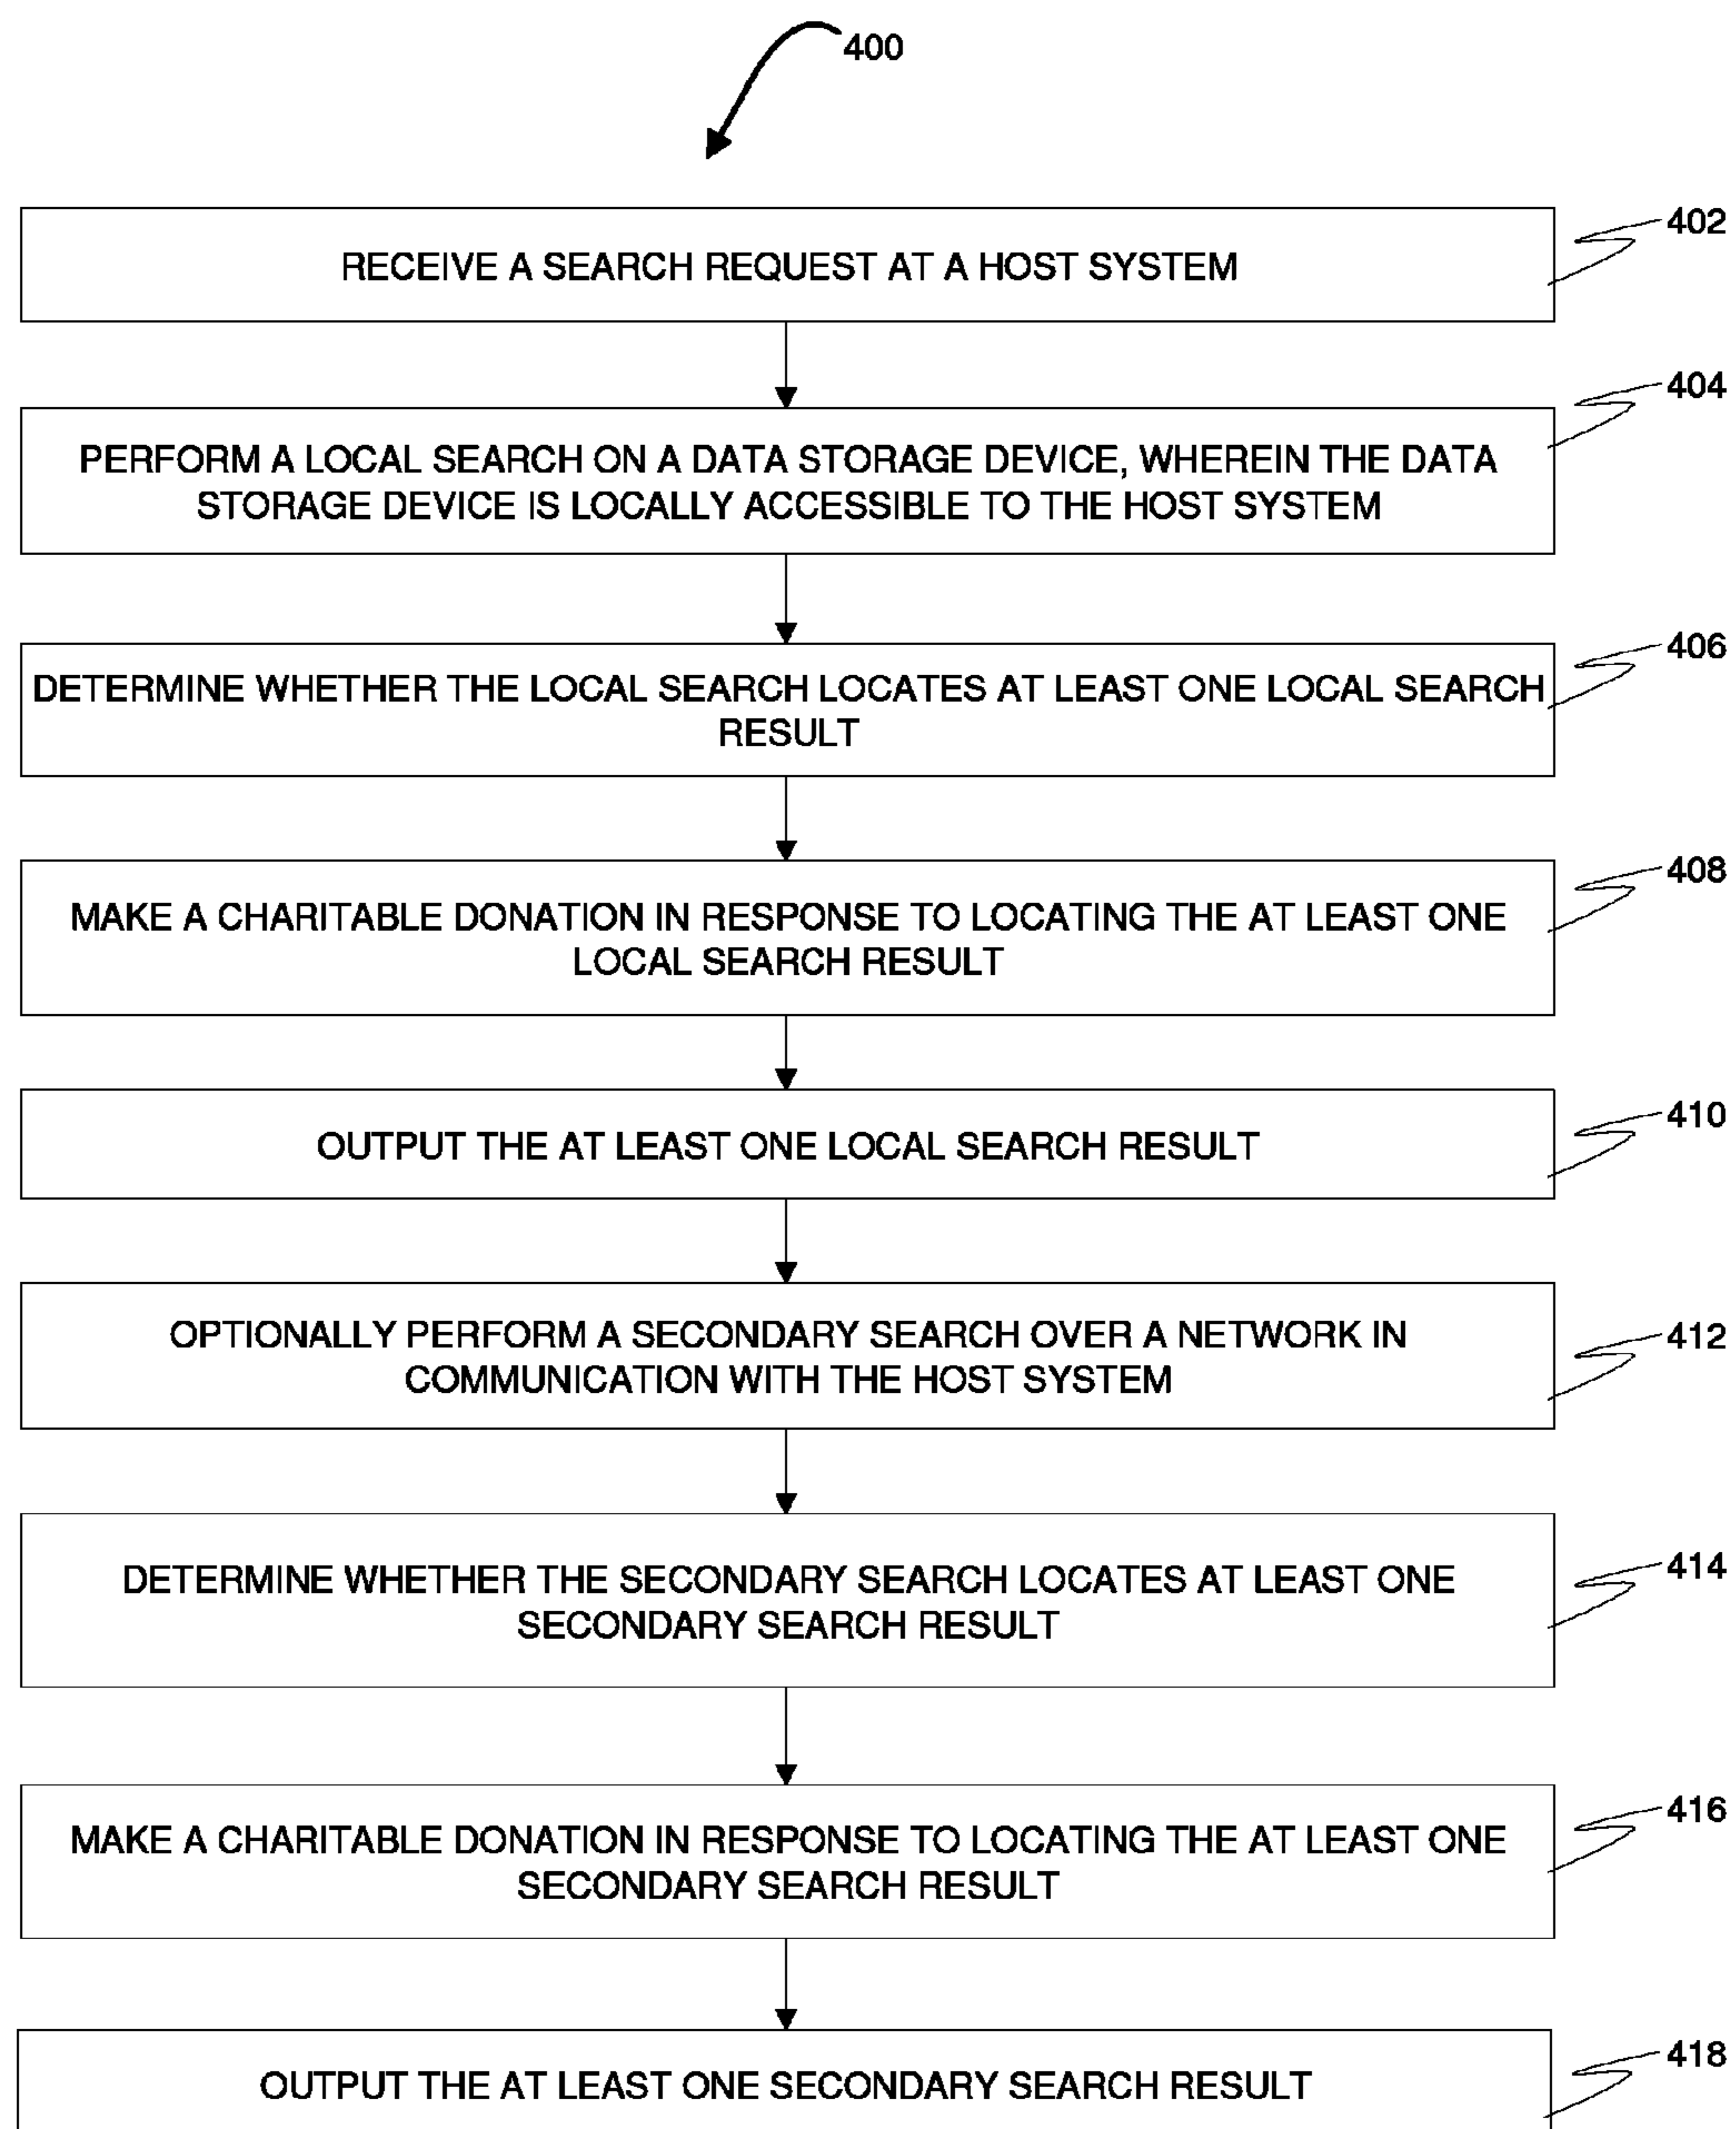 400
RECEIVE A SEARCH REQUEST AT A HOST SYSTEM
402
PERFORM A LOCAL SEARCH ON A DATA STORAGE DEVICE, WHEREIN THE DATA
STORAGE DEVICE IS LOCALLY ACCESSIBLE TO THE HOST SYSTEM
404
DETERMINE WHETHER THE LOCAL SEARCH LOCATES AT LEAST ONE LOCAL SEARCH
RESULT
406
MAKE A CHARITABLE DONATION IN RESPONSE TO LOCATING THE AT LEAST ONE
LOCAL SEARCH RESULT
408
OUTPUT THE AT LEAST ONE LOCAL SEARCH RESULT
410
OPTIONALLY PERFORM A SECONDARY SEARCH OVER A NETWORK IN
COMMUNICATION WITH THE HOST SYSTEM
412
DETERMINE WHETHER THE SECONDARY SEARCH LOCATES AT LEAST ONE
SECONDARY SEARCH RESULT
414
MAKE A CHARITABLE DONATION IN RESPONSE TO LOCATING THE AT LEAST ONE
SECONDARY SEARCH RESULT
416
OUTPUT THE AT LEAST ONE SECONDARY SEARCH RESULT
418